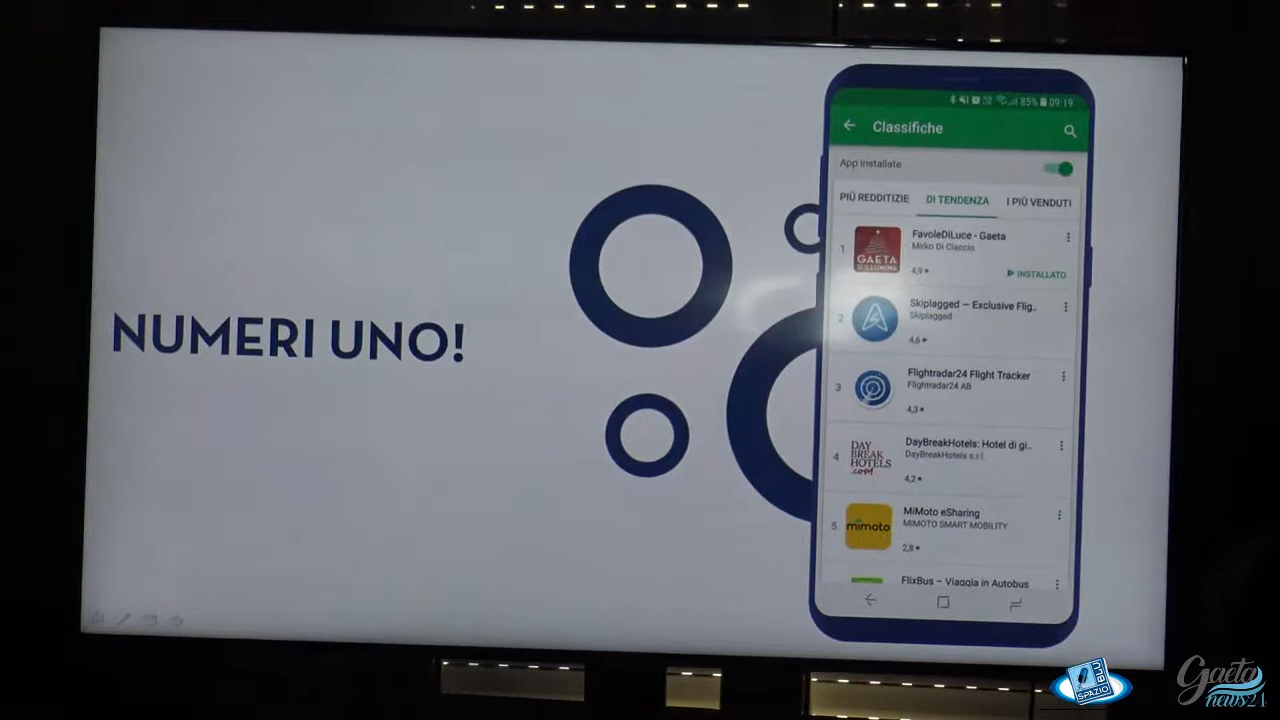 NUMERI UNO!
85% 09:19
Classifiche
App installate
PIÙ REDDITIZIE DI TENDENZA I PIÙ VENDUTI
1
GAETA
SI ILLUMINA
FavoleDiLuce - Gaeta
Mirko Di Ciaccio
4,9★
INSTALLATO
2
Skiplagged — Exclusive Flig..
Skiplagged
4,6★
3
Flightradar24 Flight Tracker
Flightradar24 AB
4,3★
4
DAY
BREAK
HOTELS
.com
DayBreakHotels: Hotel di gi..
DayBreakHotels s.r.l.
4,2★
5
mimoto
MiMoto eSharing
MIMOTO SMART MOBILITY
2,8★
FlixBus – Viaggia in Autobus
SPAZIO
BLU
Gaeta
news24